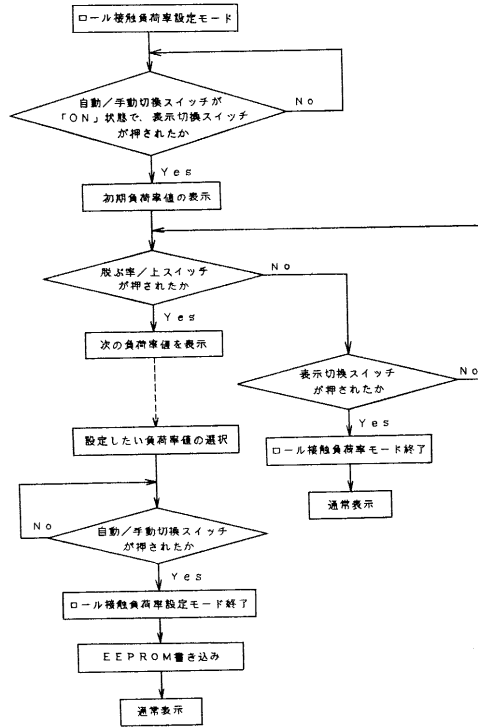 ロール接触負荷率設定モード
自動／手動切換スイッチが
「ON」状態で、表示切換スイッチ
が押されたか
No
Yes
初期負荷率値の表示
脱ぷ率／上スイッチ
が押されたか
No
Yes
次の負荷率値を表示
表示切換スイッチ
が押されたか
No
Yes
設定したい負荷率値の選択
ロール接触負荷率モード終了
通常表示
自動／手動切換スイッチ
が押されたか
No
Yes
ロール接触負荷率設定モード終了
EEPROM書き込み
通常表示